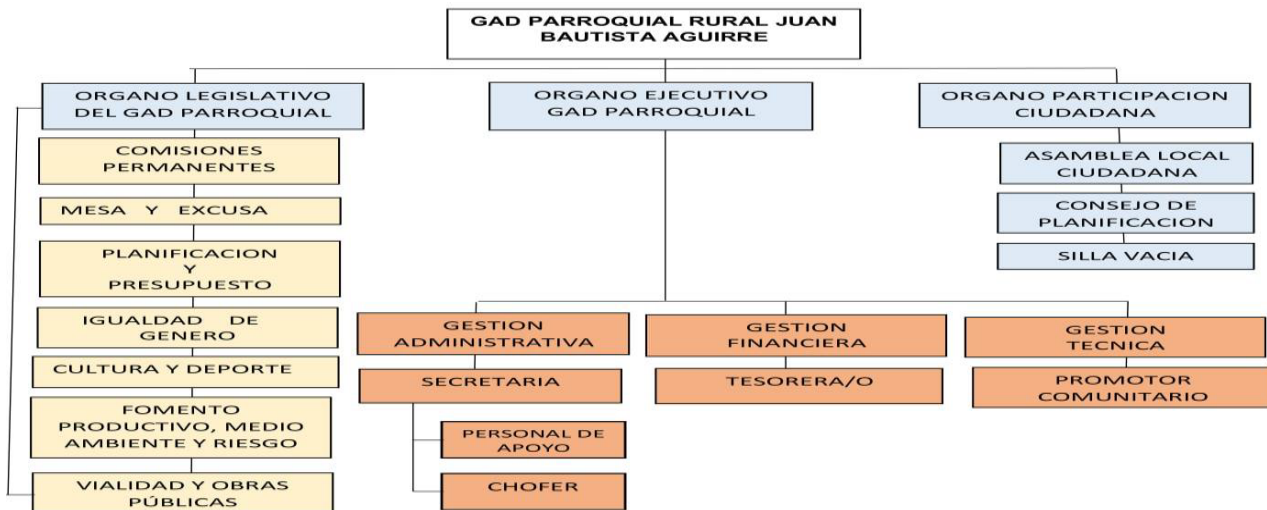 GAD PARROQUIAL RURAL JUAN
BAUTISTA AGUIRRE
ORGANO LEGISLATIVO
DEL GAD PARROQUIAL
COMISIONES
PERMANENTES
MESA Y EXCUSA
PLANIFICACION
Y
PRESUPUESTO
IGUALDAD DE
GENERO
CULTURA Y DEPORTE
FOMENTO
PRODUCTIVO, MEDIO
AMBIENTE Y RIESGO
VIALIDAD Y OBRAS
PÚBLICAS
ORGANO EJECUTIVO
GAD PARROQUIAL
GESTION
ADMINISTRATIVA
SECRETARIA
PERSONAL DE
APOYO
CHOFER
GESTION
FINANCIERA
TESORERA/O
GESTION
TECNICA
PROMOTOR
COMUNITARIO
ORGANO PARTICIPACION
CIUDADANA
ASAMBLEA LOCAL
CIUDADANA
CONSEJO DE
PLANIFICACION
SILLA VACIA